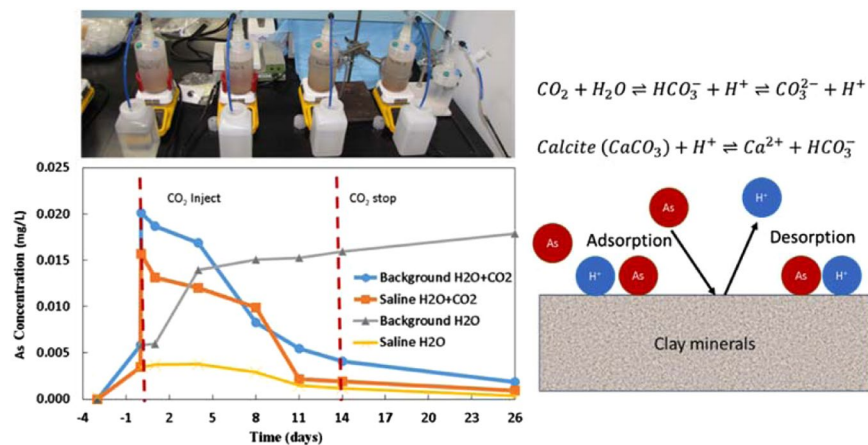 CO₂ + H₂O ⇌ HCO₃⁻ + H⁺ ⇌ CO₃²⁻ + H⁺
Calcite (CaCO₃) + H⁺ ⇌ Ca²⁺ + HCO₃⁻
As Concentration (mg/L)
0.025
0.020
0.015
0.010
0.005
0.000
CO₂ Inject
CO₂ stop
Background H2O+CO2
Saline H2O+CO2
Background H2O
Saline H2O
-4 -1 2 5 8 11 14 17 20 23 26
Time (days)
As
H⁺
As
Adsorption
Desorption
H⁺
As
As
H⁺
Clay minerals